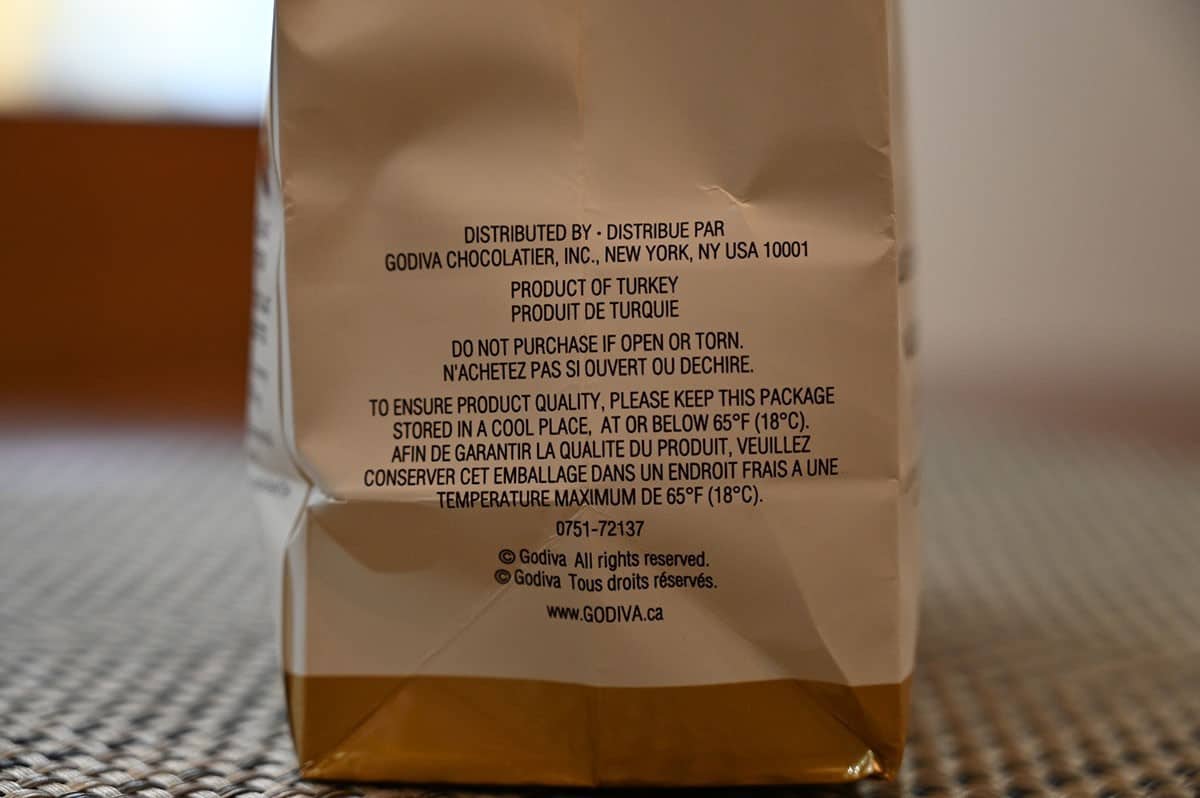 DISTRIBUTED BY · DISTRIBUE PAR
GODIVA CHOCOLATIER, INC., NEW YORK, NY USA 10001
PRODUCT OF TURKEY
PRODUIT DE TURQUIE
DO NOT PURCHASE IF OPEN OR TORN.
N'ACHETEZ PAS SI OUVERT OU DECHIRE.
TO ENSURE PRODUCT QUALITY, PLEASE KEEP THIS PACKAGE
STORED IN A COOL PLACE, AT OR BELOW 65°F (18°C).
AFIN DE GARANTIR LA QUALITE DU PRODUIT, VEUILLEZ
CONSERVER CET EMBALLAGE DANS UN ENDROIT FRAIS A UNE
TEMPERATURE MAXIMUM DE 65°F (18°C).
0751-72137
© Godiva All rights reserved.
© Godiva Tous droits réservés.
www.GODIVA.ca